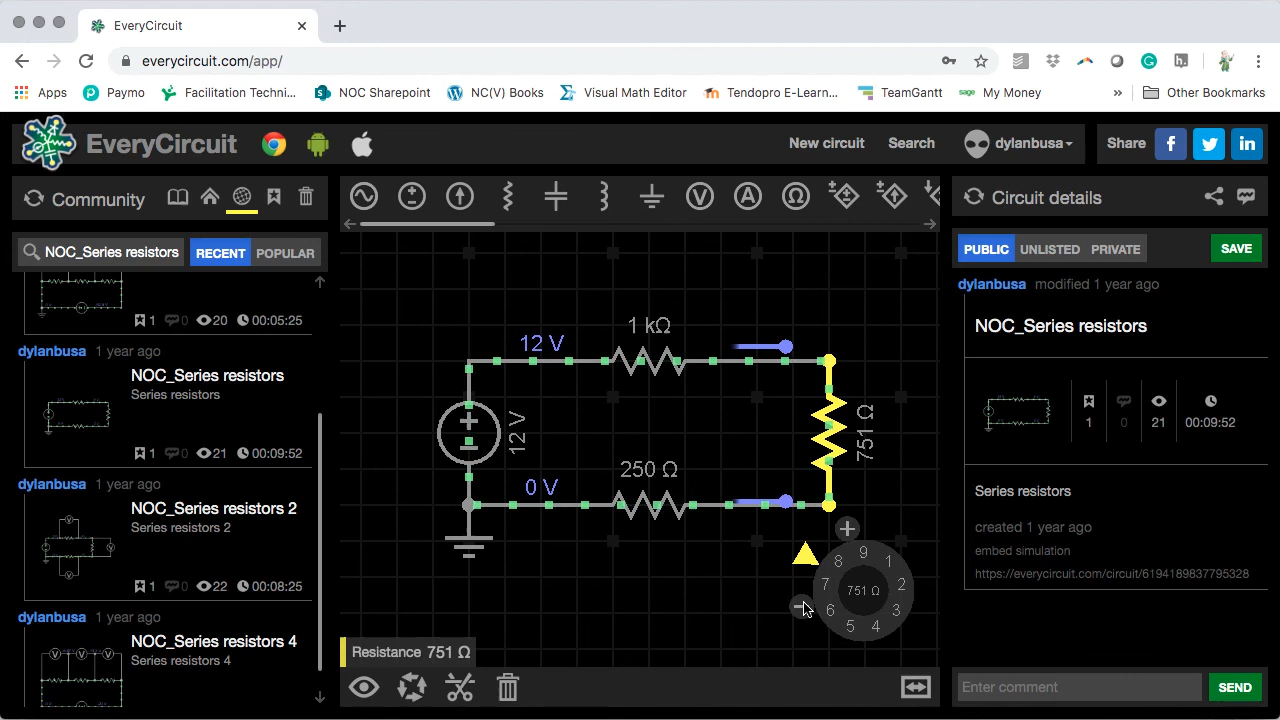 EveryCircuit
everycircuit.com/app/
Apps
Paymo
Facilitation Techni...
NOC Sharepoint
NC(V) Books
Visual Math Editor
Tendopro E-Learn...
TeamGantt
My Money
»
Other Bookmarks
EveryCircuit
New circuit
Search
dylanbusa
Share
Community
Circuit details
NOC_Series resistors
RECENT
POPULAR
PUBLIC
UNLISTED
PRIVATE
SAVE
1
0
20
00:05:25
dylanbusa 1 year ago
NOC_Series resistors
Series resistors
1
0
21
00:09:52
dylanbusa 1 year ago
NOC_Series resistors 2
Series resistors 2
1
0
22
00:08:25
dylanbusa 1 year ago
NOC_Series resistors 4
Series resistors 4
12 V
1 kΩ
12 V
751 Ω
0 V
250 Ω
9
1
2
3
4
5
6
7
8
751 Ω
Resistance 751 Ω
dylanbusa modified 1 year ago
NOC_Series resistors
1
0
21
00:09:52
Series resistors
created 1 year ago
embed simulation
https://everycircuit.com/circuit/6194189837795328
Enter comment
SEND